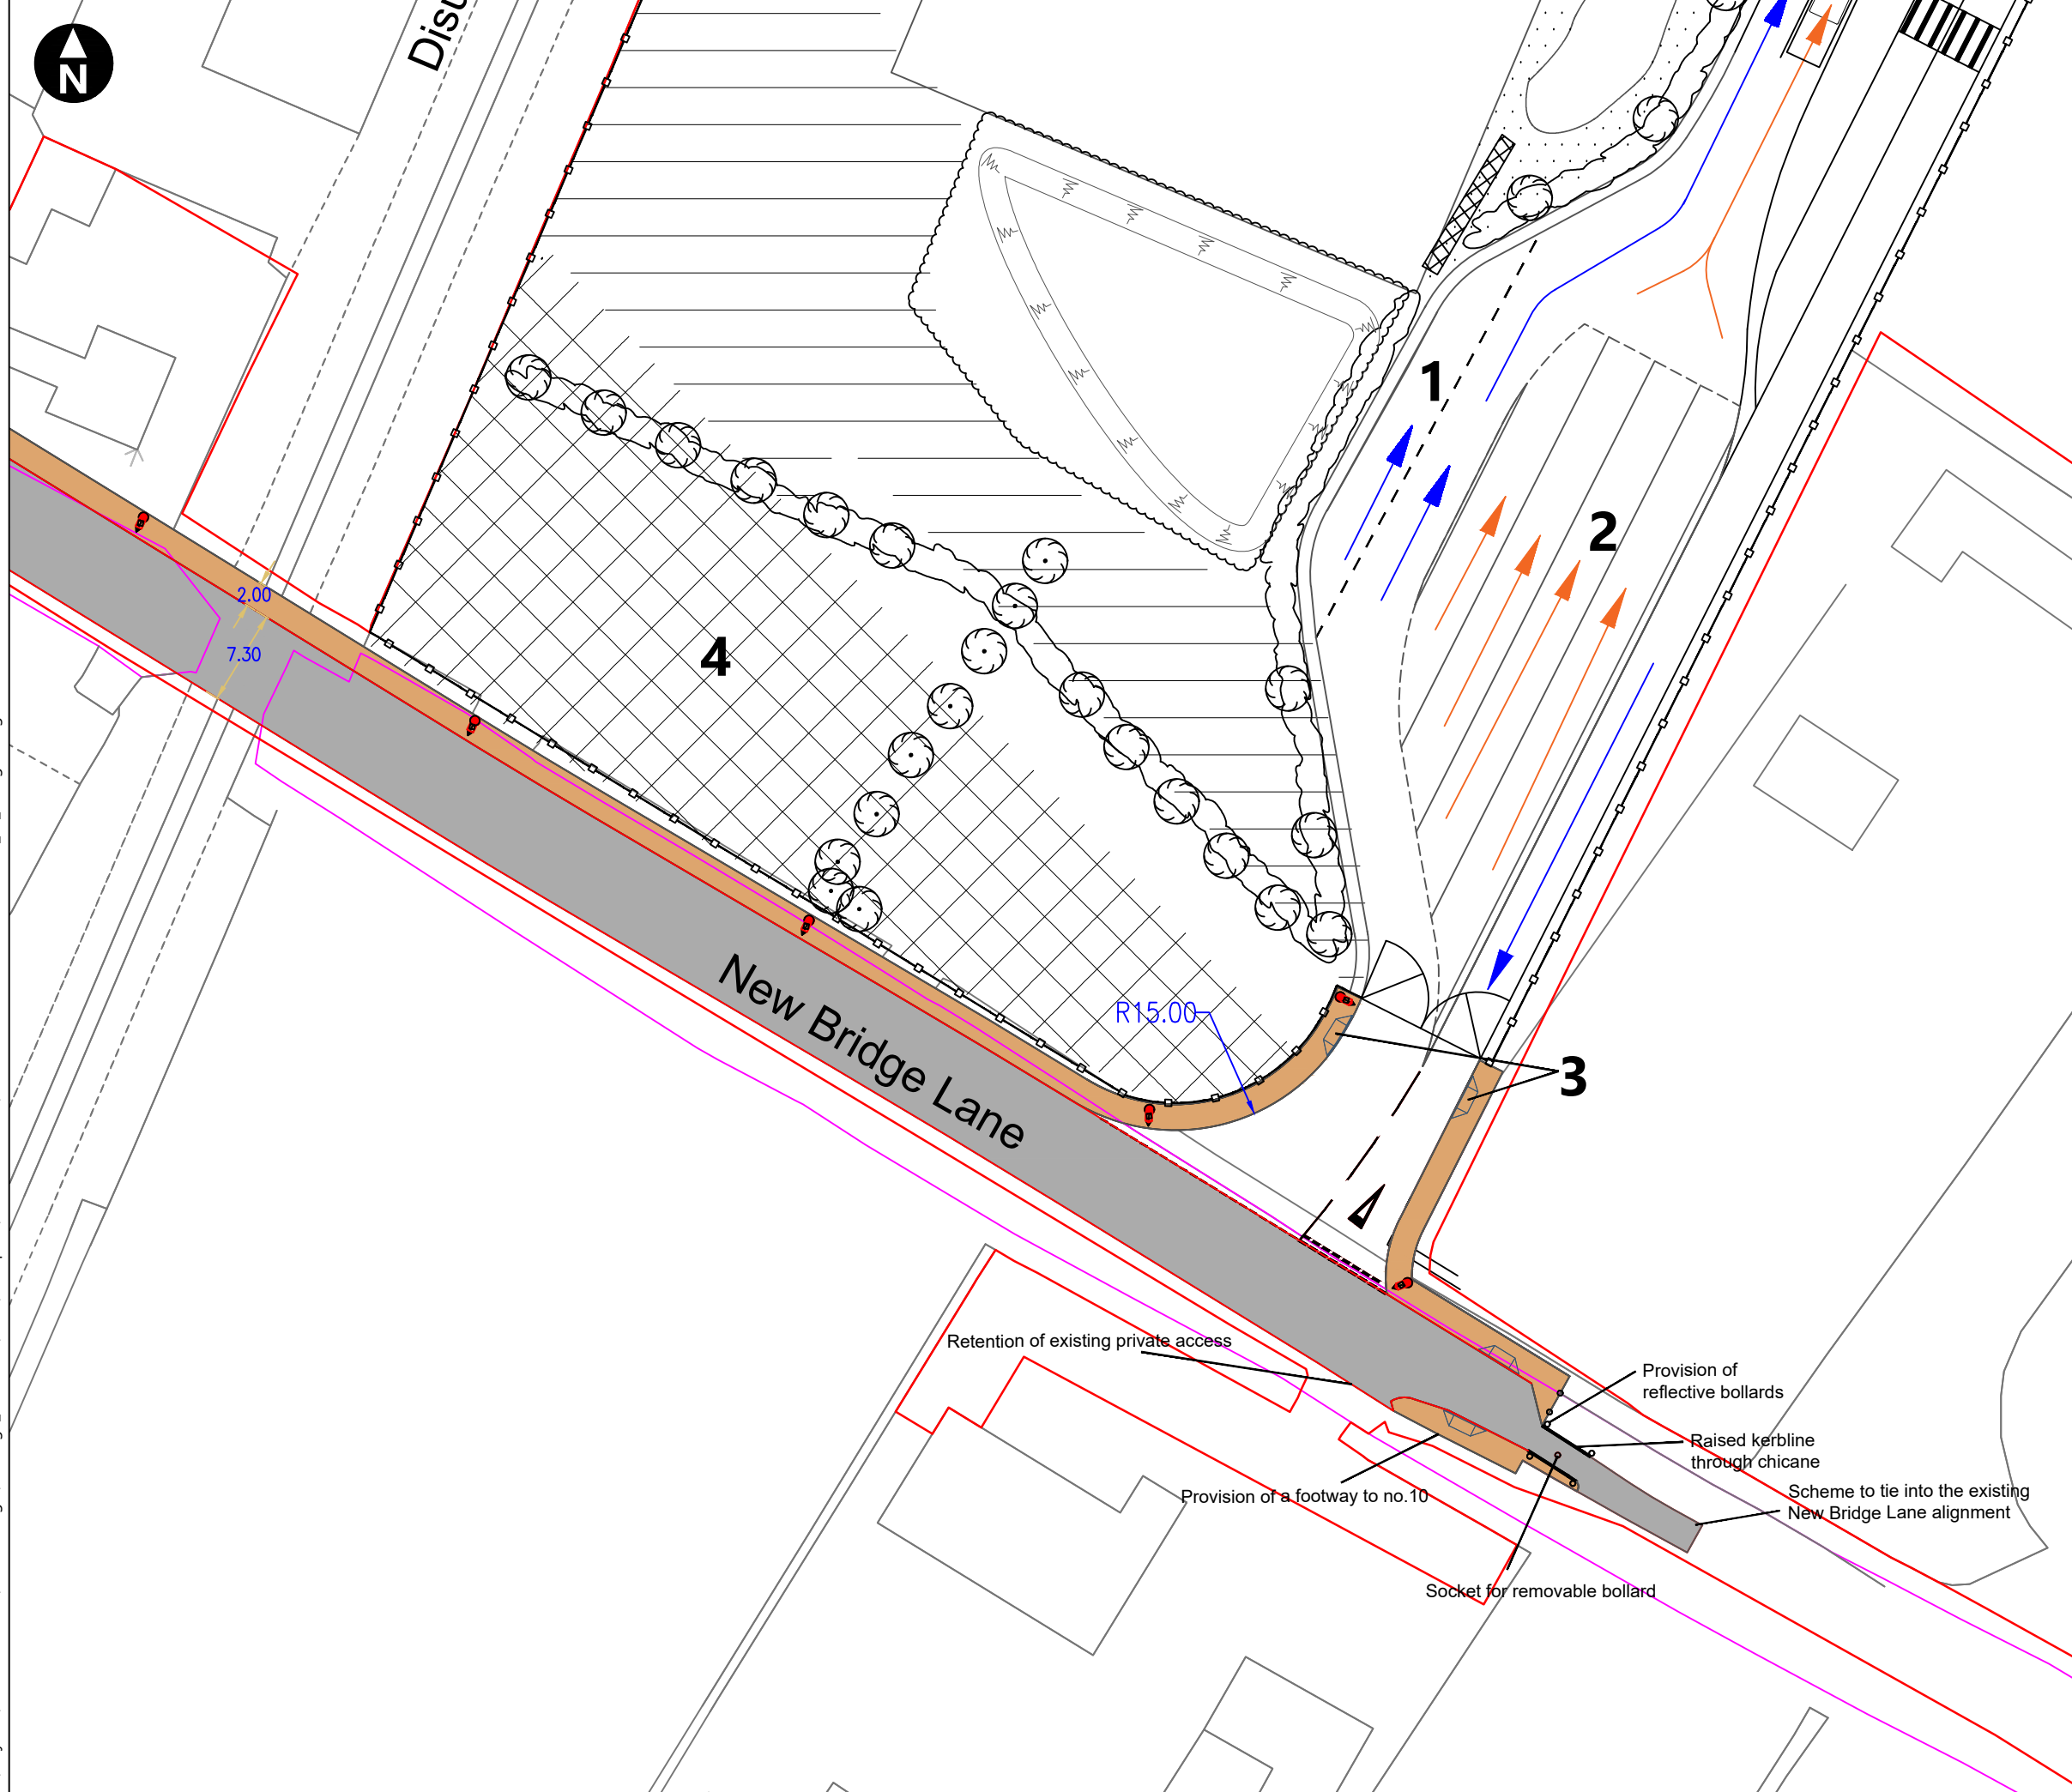 N
Disu
1
2
2.00
7.30
4
R15.00
3
New Bridge Lane
Retention of existing private access
Provision of
reflective bollards
Raised kerbline
through chicane
Provision of a footway to no.10
Scheme to tie into the existing
New Bridge Lane alignment
Socket for removable bollard